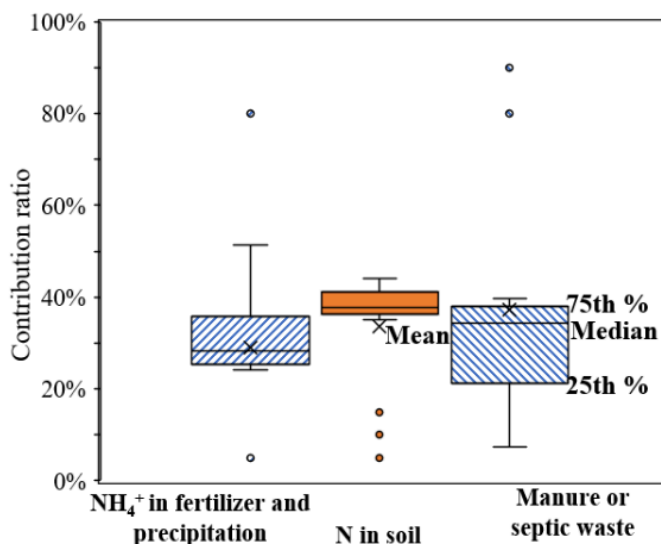 100%
80%
60%
40%
20%
0%
Contribution ratio
Mean
75th %
Median
25th %
NH₄⁺ in fertilizer and
precipitation
N in soil
Manure or
septic waste